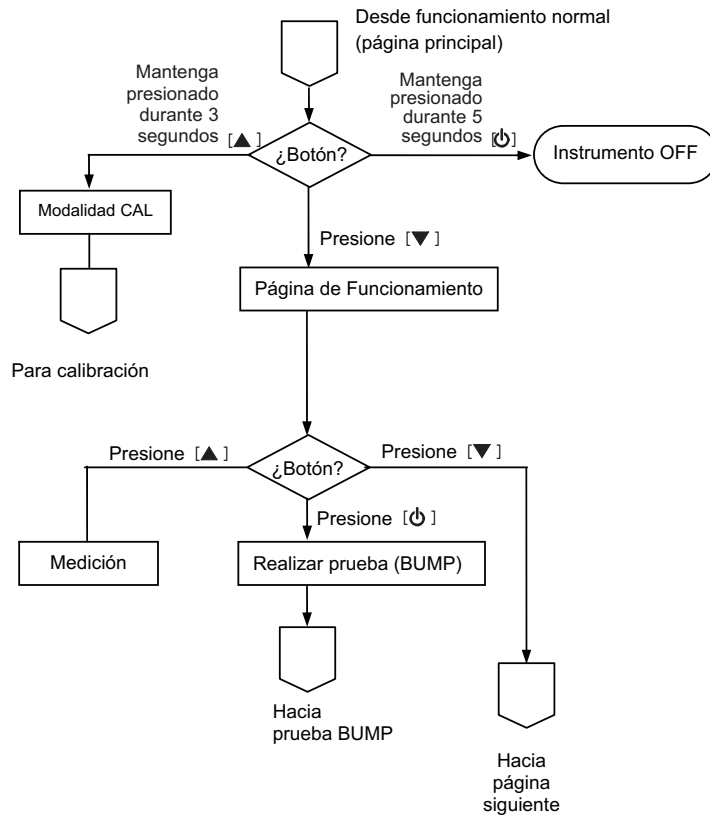 Desde funcionamiento normal
(página principal)
Mantenga
presionado
durante 3
segundos [▲]
Mantenga
presionado
durante 5
segundos [⏻]
¿Botón?
Instrumento OFF
Modalidad CAL
Presione [▼]
Página de Funcionamiento
Para calibración
Presione [▲]
Presione [▼]
¿Botón?
Presione [⏻]
Medición
Realizar prueba (BUMP)
Hacia
prueba BUMP
Hacia
página
siguiente